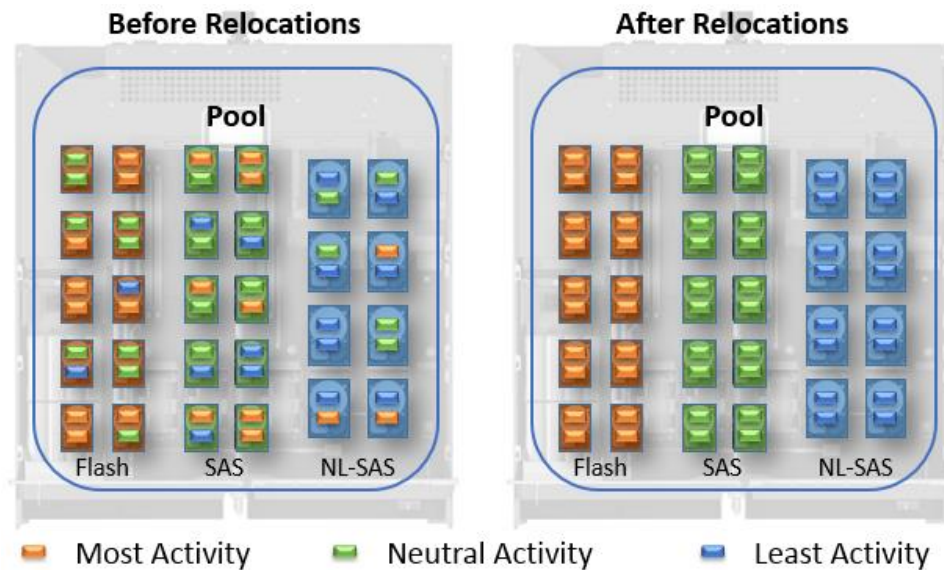 Before Relocations
After Relocations
Pool
Pool
Flash
SAS
NL-SAS
Flash
SAS
NL-SAS
Most Activity
Neutral Activity
Least Activity